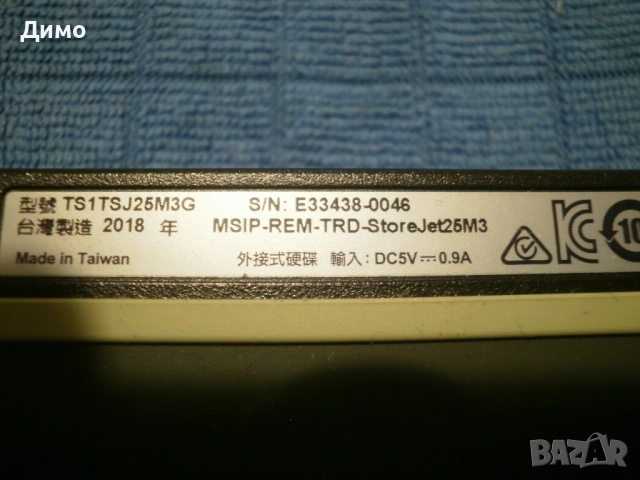 Димо
型號 TS1TSJ25M3G S/N: E33438-0046
台灣製造 2018 年 MSIP-REM-TRD-StoreJet25M3
Made in Taiwan 外接式硬碟 輸入：DC5V⎓0.9A
10
BAZAR